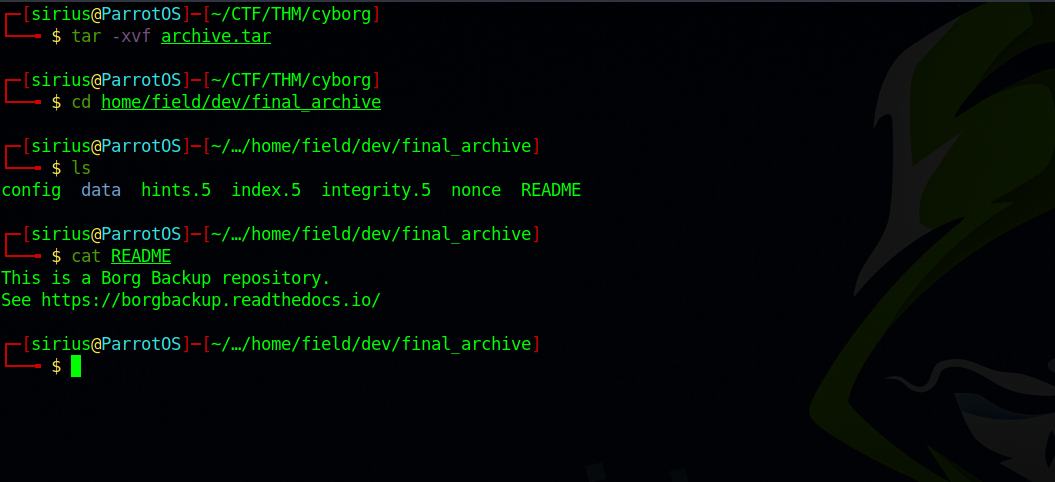 ┌─[sirius@ParrotOS]─[~/CTF/THM/cyborg]
└──╼ $ tar -xvf archive.tar
┌─[sirius@ParrotOS]─[~/CTF/THM/cyborg]
└──╼ $ cd home/field/dev/final_archive
┌─[sirius@ParrotOS]─[~/…/home/field/dev/final_archive]
└──╼ $ ls
config  data  hints.5  index.5  integrity.5  nonce  README
┌─[sirius@ParrotOS]─[~/…/home/field/dev/final_archive]
└──╼ $ cat README
This is a Borg Backup repository.
See https://borgbackup.readthedocs.io/
┌─[sirius@ParrotOS]─[~/…/home/field/dev/final_archive]
└──╼ $